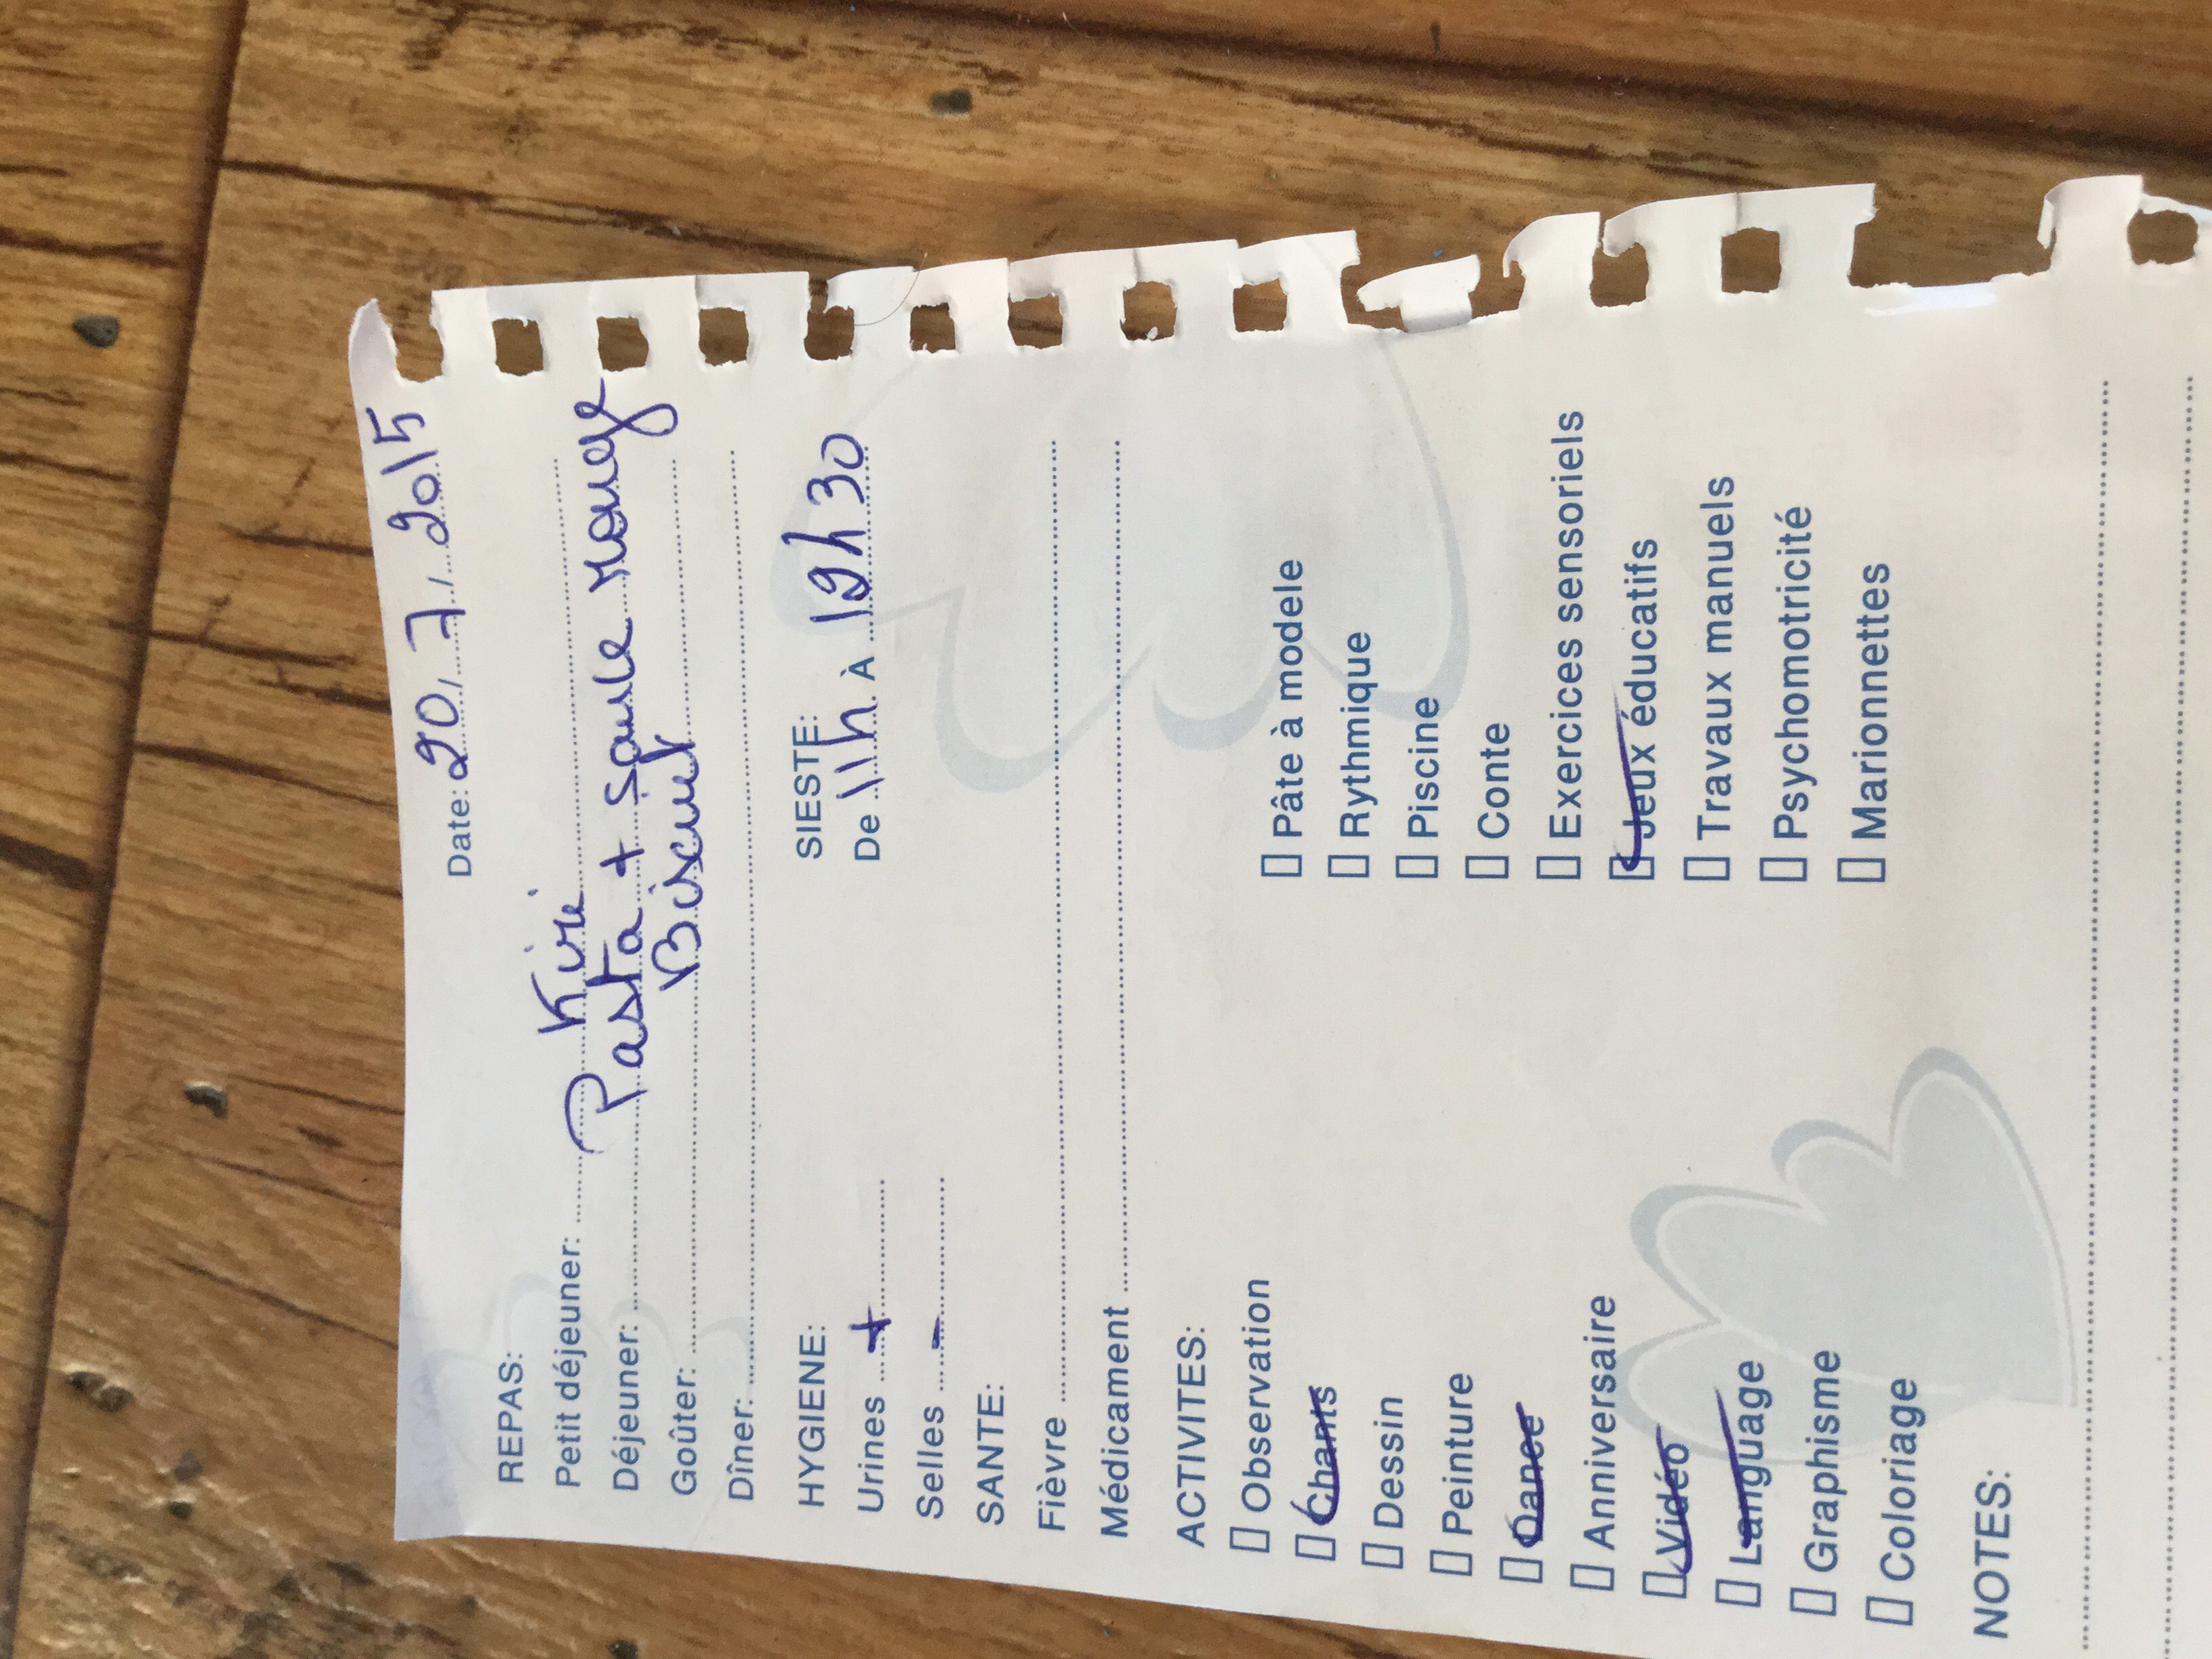 Date: 20/7/2015
REPAS:
Petit déjeuner: Kiri
Déjeuner: Pasta + saule rouge
Goûter: Biscuit
Dîner:
HYGIENE:
SIESTE:
Urines +
De 11h À 12h30
Selles -
SANTE:
Fièvre
Médicament
ACTIVITES:
Observation
Chants
Dessin
Peinture
Dance
Anniversaire
Vidéo
Language
Graphisme
Coloriage
Pâte à modele
Rythmique
Piscine
Conte
Exercices sensoriels
Jeux éducatifs
Travaux manuels
Psychomotricité
Marionnettes
NOTES: